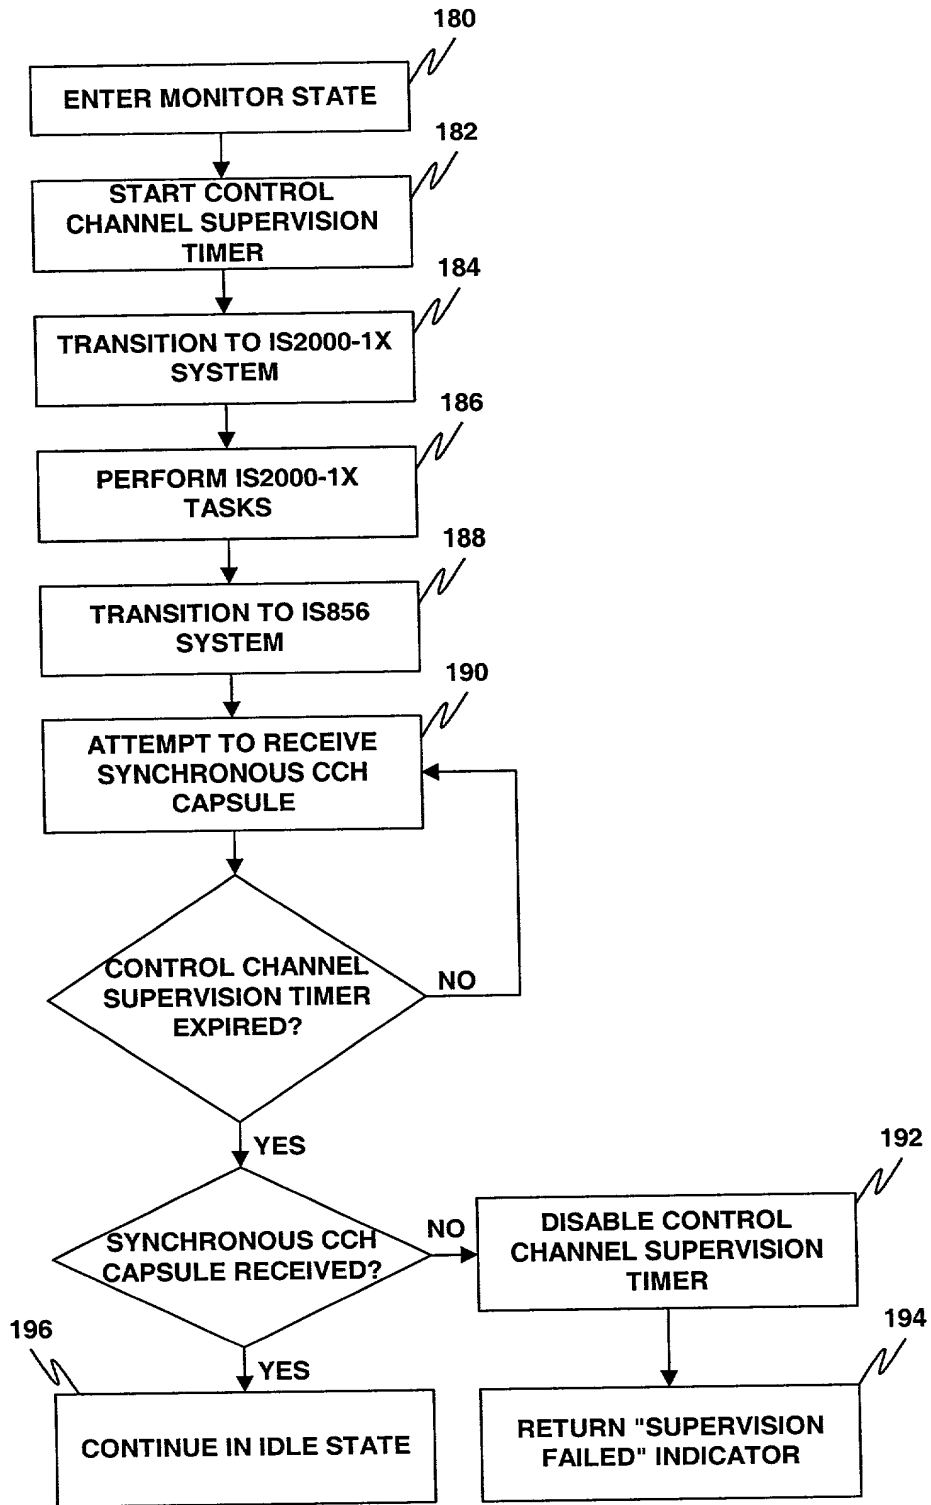 180
ENTER MONITOR STATE
182
START CONTROL
CHANNEL SUPERVISION
TIMER
184
TRANSITION TO IS2000-1X
SYSTEM
186
PERFORM IS2000-1X
TASKS
188
TRANSITION TO IS856
SYSTEM
190
ATTEMPT TO RECEIVE
SYNCHRONOUS CCH
CAPSULE
CONTROL CHANNEL
SUPERVISION TIMER
EXPIRED?
NO
YES
SYNCHRONOUS CCH
CAPSULE RECEIVED?
NO
192
DISABLE CONTROL
CHANNEL SUPERVISION
TIMER
YES
196
CONTINUE IN IDLE STATE
194
RETURN "SUPERVISION
FAILED" INDICATOR